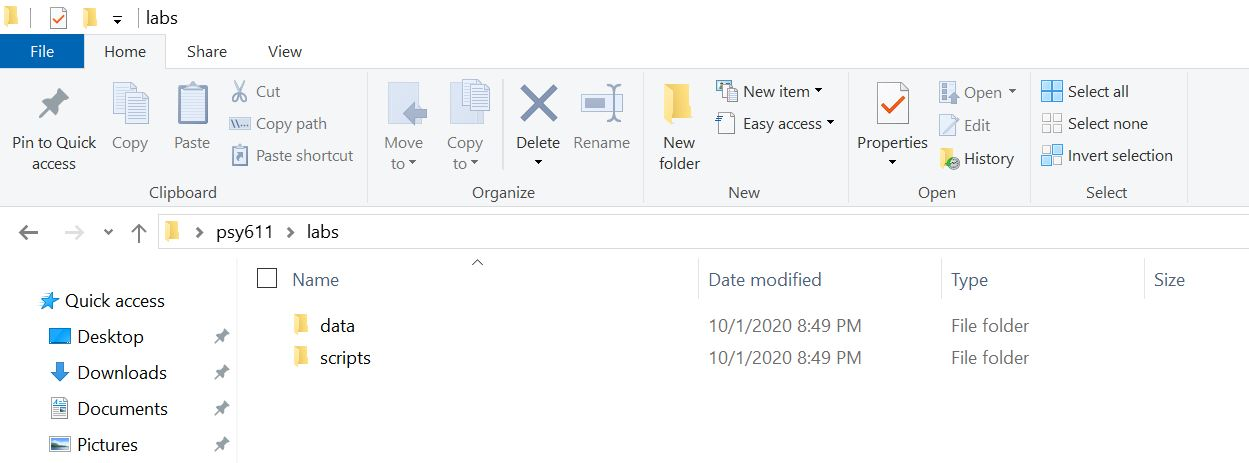 labs
File Home Share View
Pin to Quick access
Copy
Paste
Cut
Copy path
Paste shortcut
Clipboard
Move to
Copy to
Delete
Rename
Organize
New folder
New item
Easy access
New
Properties
Open
Edit
History
Open
Select all
Select none
Invert selection
Select
psy611 labs
Name Date modified Type Size
Quick access
Desktop
Downloads
Documents
Pictures
data 10/1/2020 8:49 PM File folder
scripts 10/1/2020 8:49 PM File folder